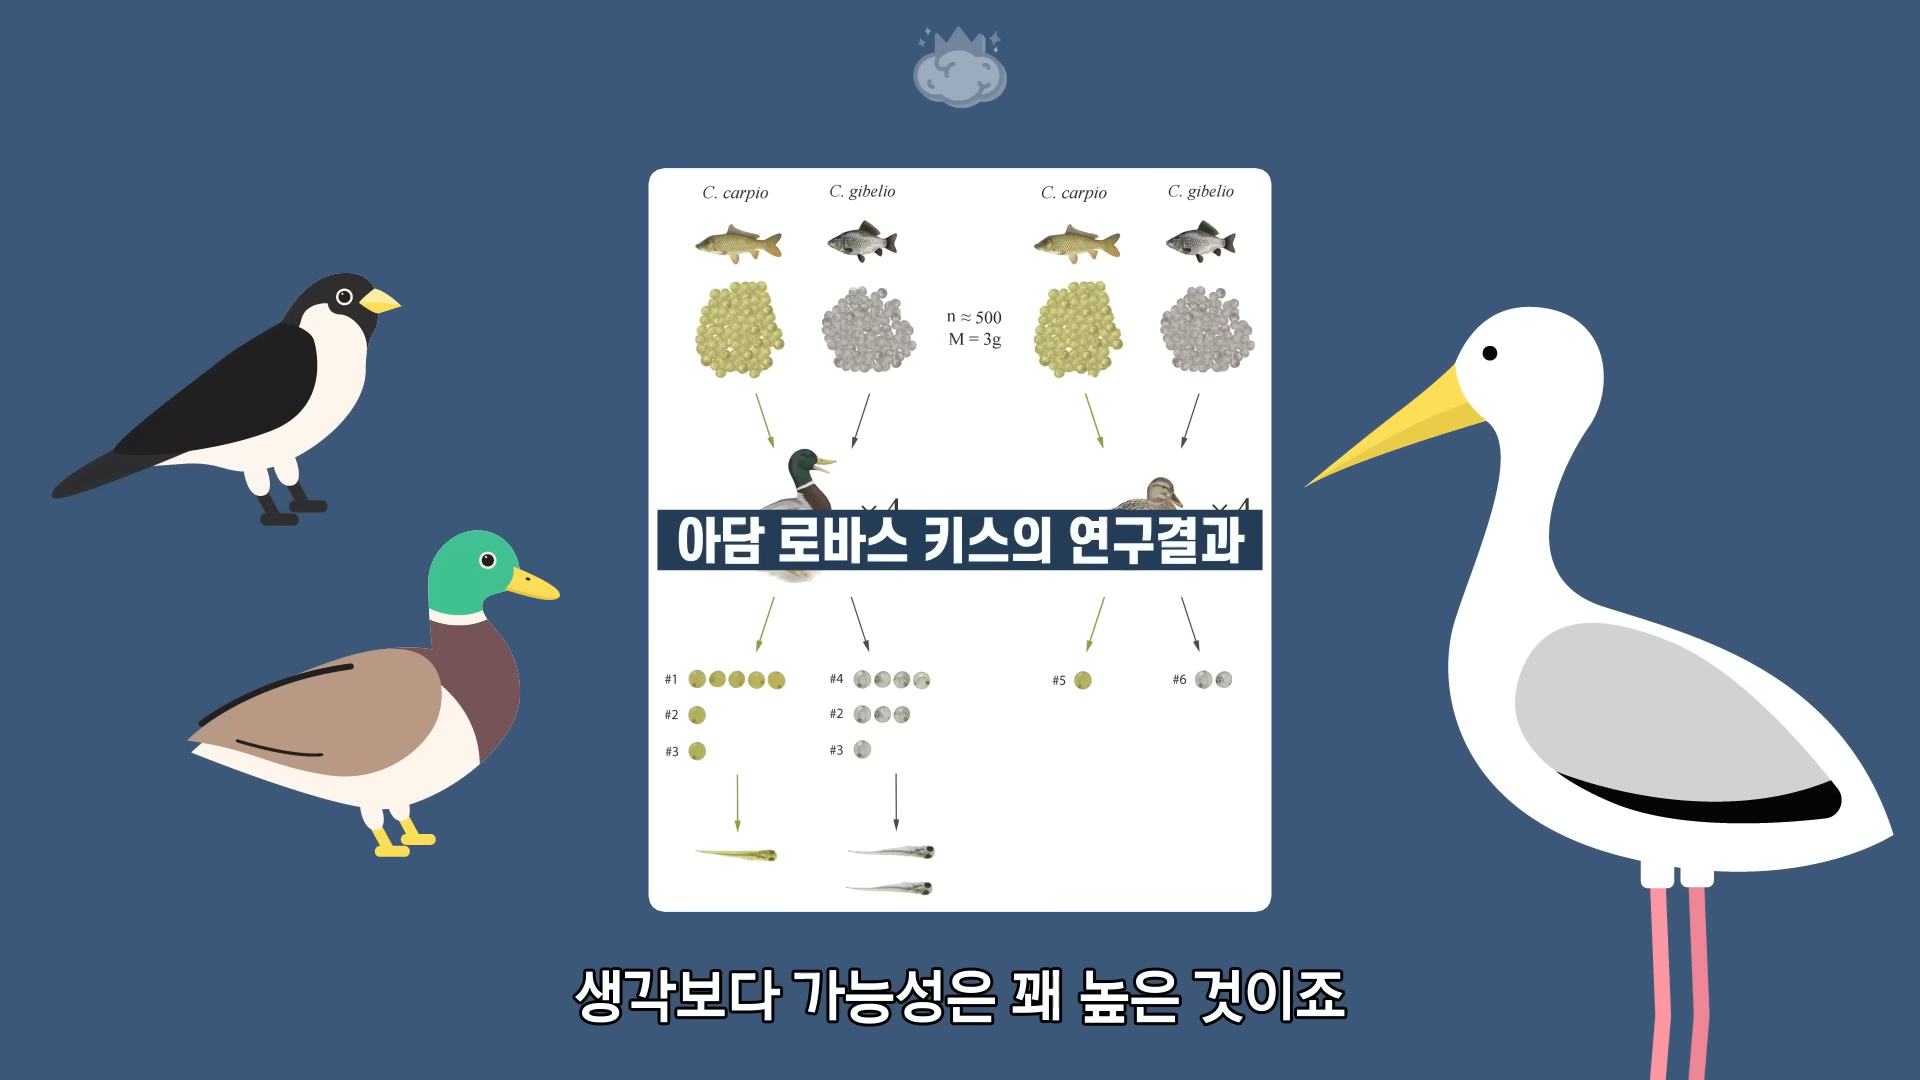 C. carpio C. gibelio C. carpio C. gibelio
n ≈ 500
M = 3g
× 4 × 4
아담 로바스 키스의 연구결과
#1 #4 #5 #6
#2 #2
#3 #3
생각보다 가능성은 꽤 높은 것이죠